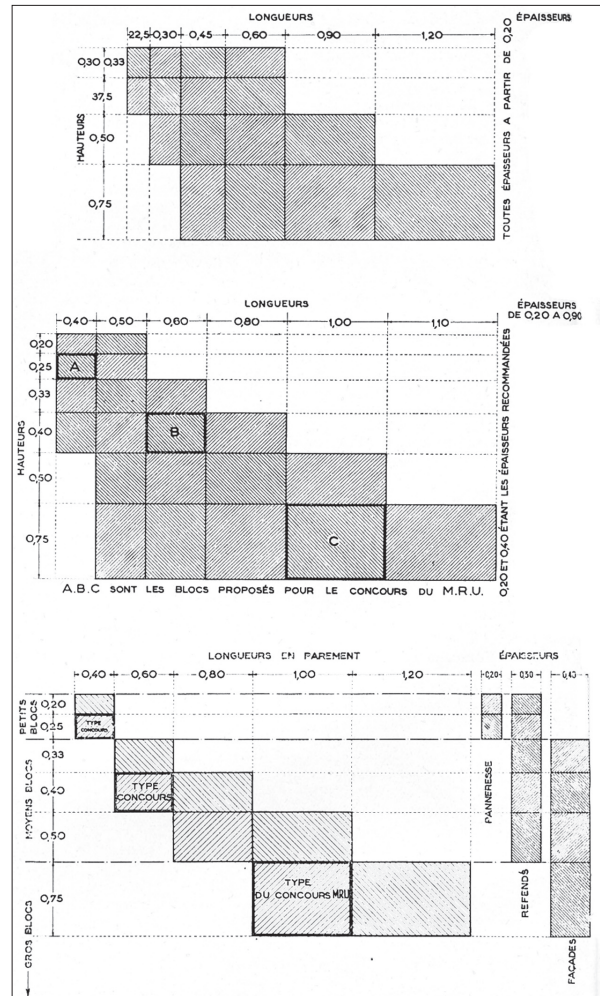 LONGUEURS
ÉPAISSEURS
22,5 0,30 0,45 0,60 0,90 1,20
0,30 0,33
37,5
0,50
0,75
HAUTEURS
TOUTES ÉPAISSEURS A PARTIR DE 0,20
LONGUEURS
ÉPAISSEURS
DE 0,20 A 0,90
0,40 0,50 0,60 0,80 1,00 1,10
0,20
0,25
0,33
0,40
0,50
0,75
HAUTEURS
A
B
C
0,20 ET 0,40 ÉTANT LES ÉPAISSEURS RECOMMANDÉES
A.B.C SONT LES BLOCS PROPOSÉS POUR LE CONCOURS DU M.R.U.
LONGUEURS EN PAREMENT
ÉPAISSEURS
0,40 0,60 0,80 1,00 1,20
0,20 0,50 0,40
PETITS BLOCS
0,20
0,25
TYPE
CONCOURS
MOYENS BLOCS
0,33
0,40
TYPE
CONCOURS
0,50
GROS BLOCS
0,75
TYPE
DU CONCOURS MRU
PANNERESSE
REFENDS
FAÇADES